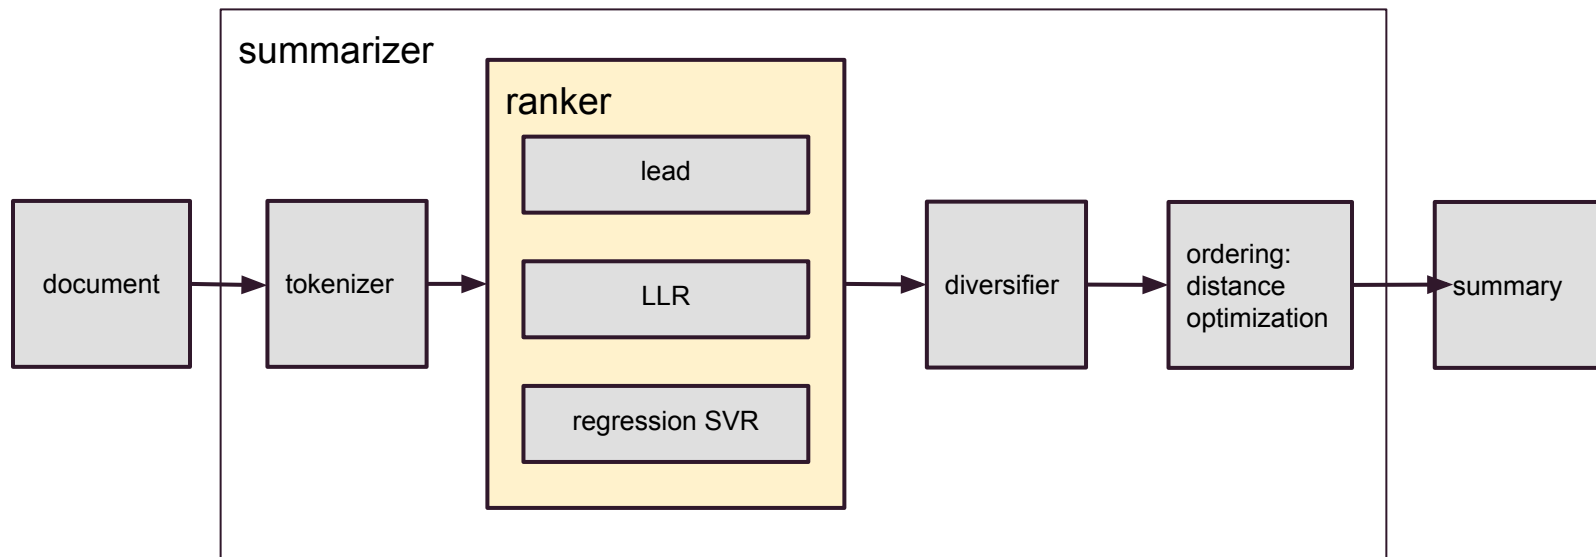 summarizer
ranker
lead
document
tokenizer
LLR
diversifier
ordering:
distance
optimization
summary
regression SVR